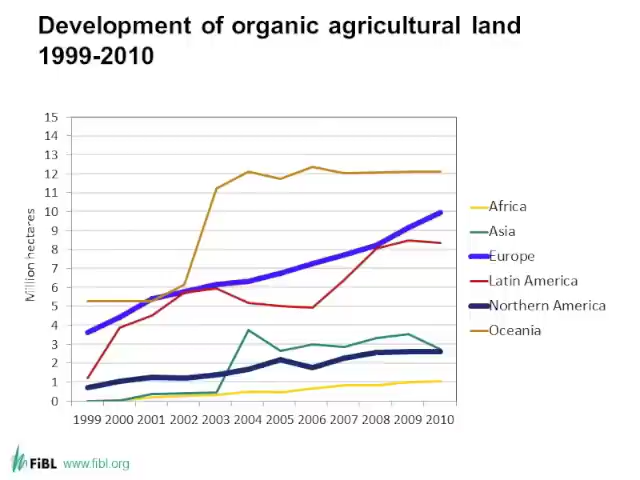 Development of organic agricultural land
1999-2010
15
14
13
12
11
10
9
8
7
6
5
4
3
2
1
0
Million hectares
1999 2000 2001 2002 2003 2004 2005 2006 2007 2008 2009 2010
Africa
Asia
Europe
Latin America
Northern America
Oceania
FiBL www.fibl.org